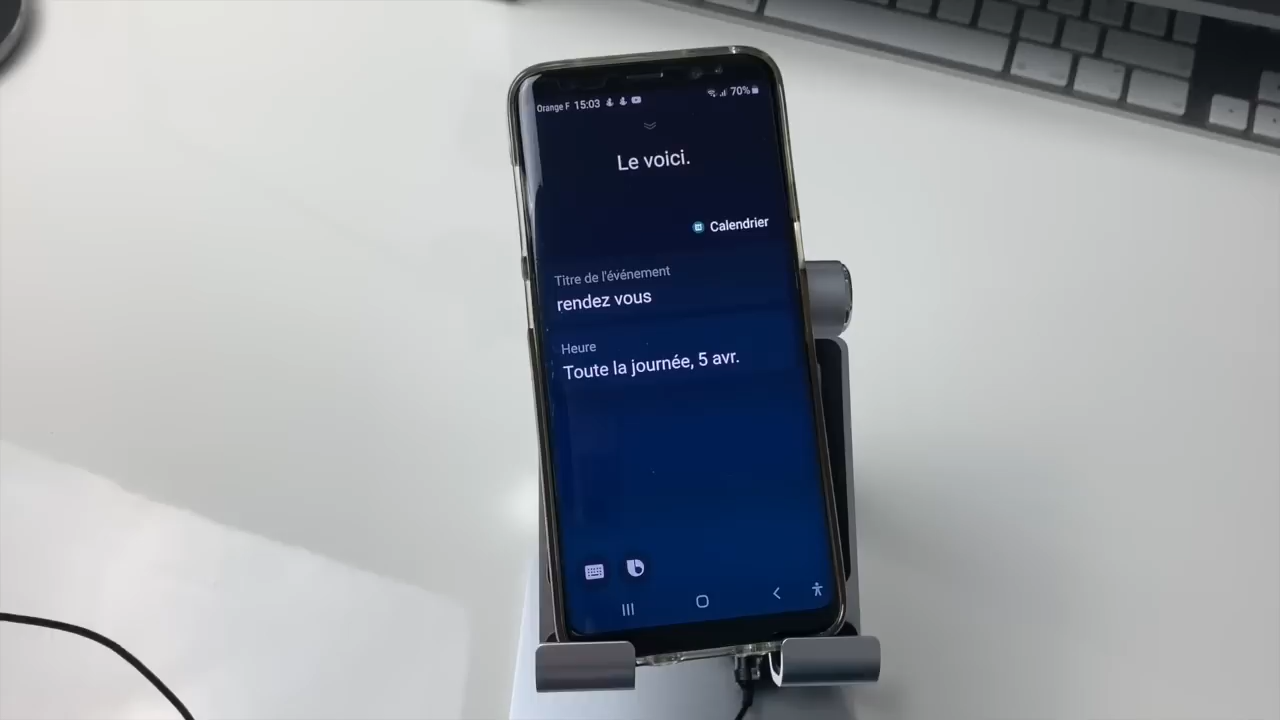 Orange F 15:03 70%
Le voici.
Calendrier
Titre de l'événement
rendez vous
Heure
Toute la journée, 5 avr.